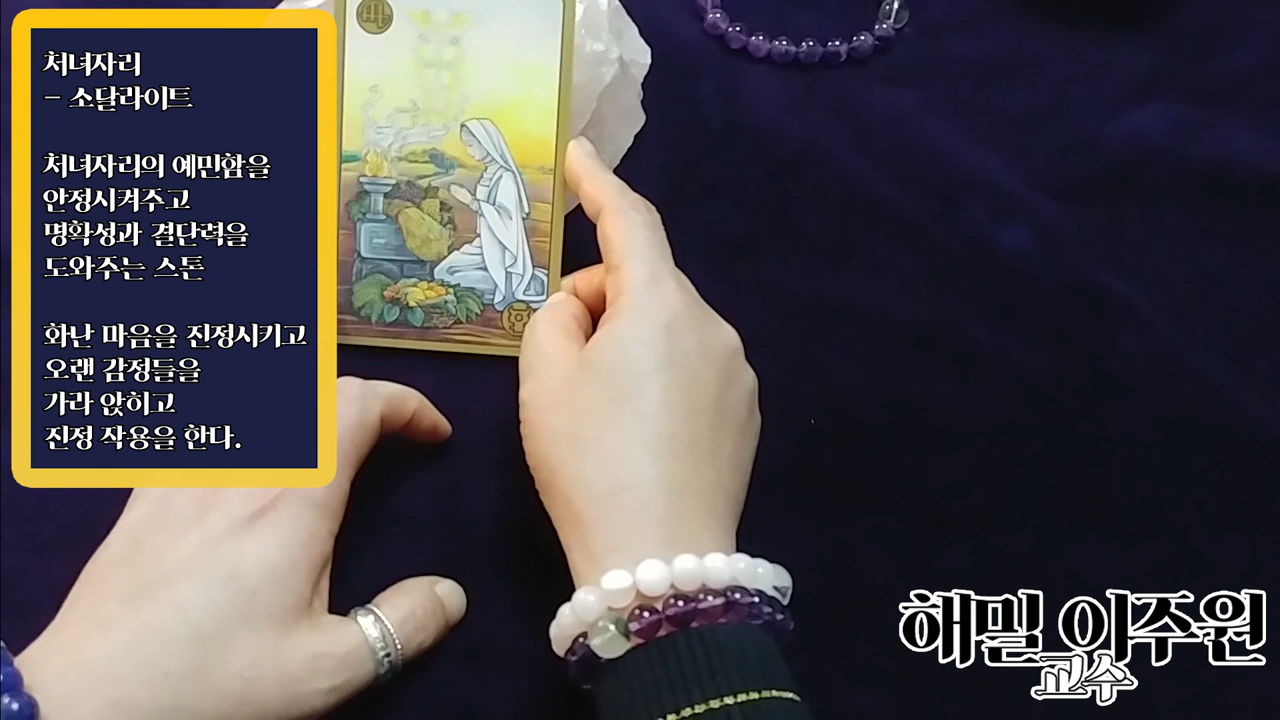 처녀자리
- 소달라이트
처녀자리의 예민함을
안정시켜주고
명확성과 결단력을
도와주는 스톤
화난 마음을 진정시키고
오랜 감정들을
가라 앉히고
진정 작용을 한다.
해밀 이주원
교수